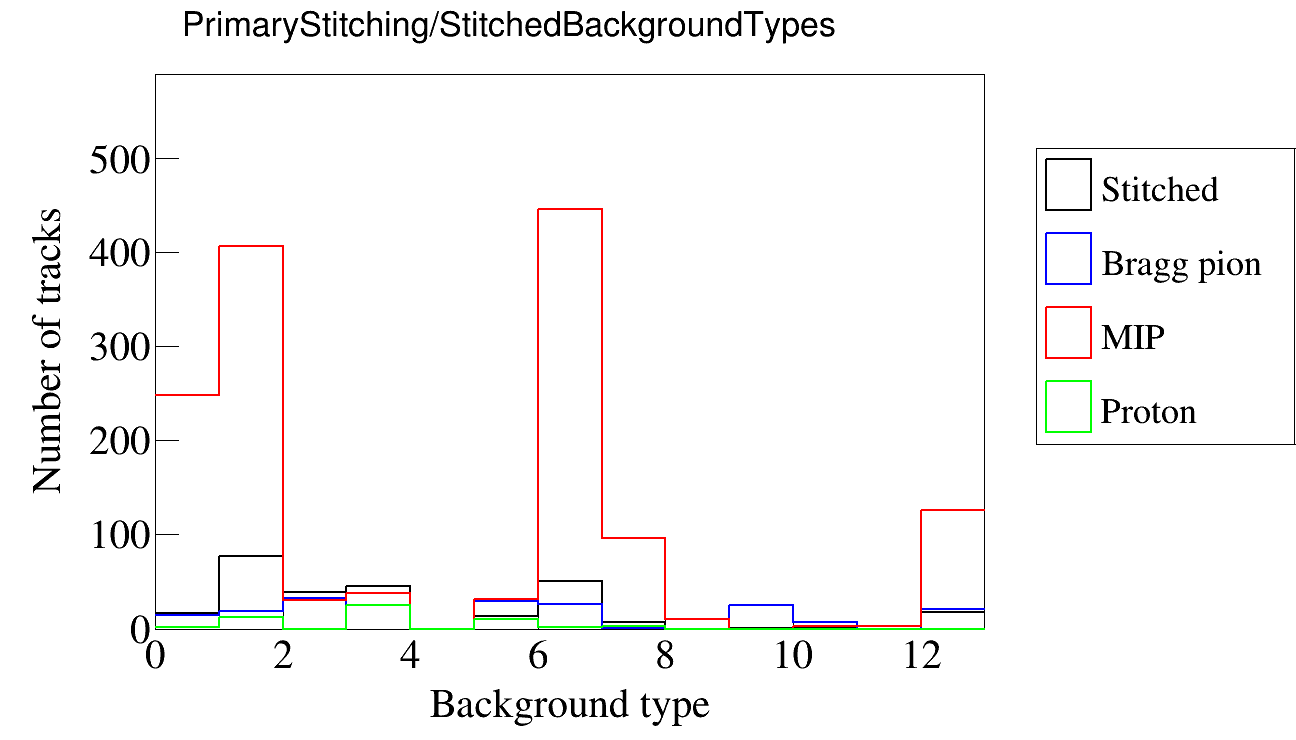 PrimaryStitching/StitchedBackgroundTypes
Number of tracks
500
400
300
200
100
0
0 2 4 6 8 10 12
Background type
Stitched
Bragg pion
MIP
Proton